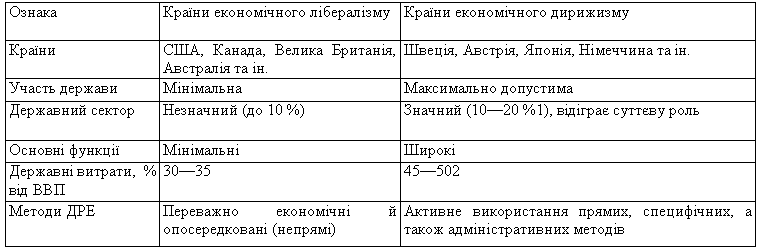 Ознака Країни економічного лібералізму Країни економічного дирижизму
Країни США, Канада, Велика Британія, Швеція, Австрія, Японія, Німеччина та ін.
Австралія та ін.
Участь держави Мінімальна Максимально допустима
Державний сектор Незначний (до 10 %) Значний (10—20 %1), відіграє суттєву роль
Основні функції Мінімальні Широкі
Державні витрати, % 30—35 45—502
від ВВП
Методи ДРЕ Переважно економічні й Активне використання прямих, специфічних, а
опосередковані (непрямі) також адміністративних методів